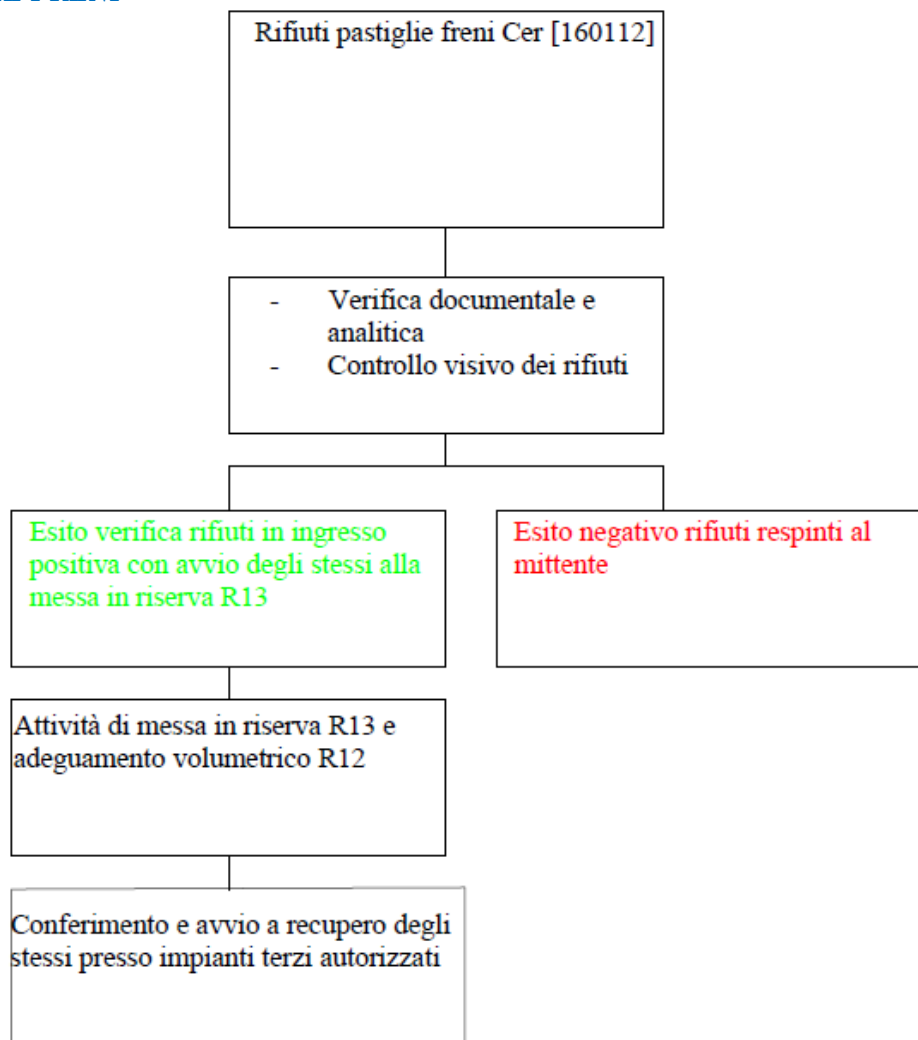 Rifiuti pastiglie freni Cer [160112]
- Verifica documentale e
analitica
- Controllo visivo dei rifiuti
Esito verifica rifiuti in ingresso
positiva con avvio degli stessi alla
messa in riserva R13
Esito negativo rifiuti respinti al
mittente
Attività di messa in riserva R13 e
adeguamento volumetrico R12
Conferimento e avvio a recupero degli
stessi presso impianti terzi autorizzati